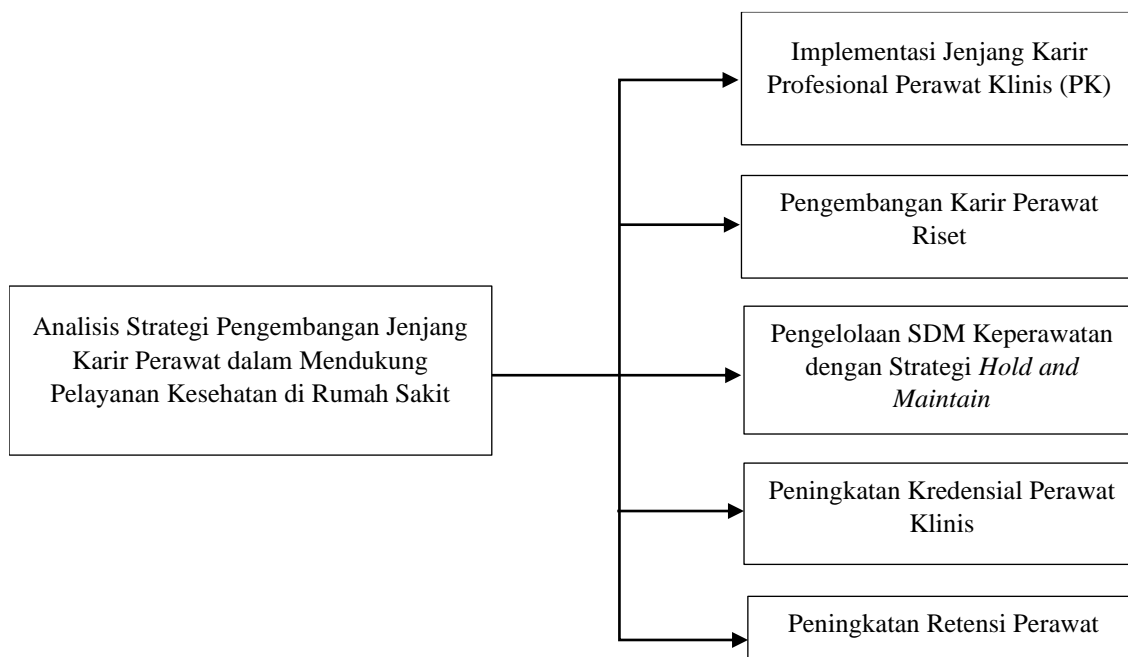 Implementasi Jenjang Karir
Profesional Perawat Klinis (PK)
Pengembangan Karir Perawat
Riset
Analisis Strategi Pengembangan Jenjang
Karir Perawat dalam Mendukung
Pelayanan Kesehatan di Rumah Sakit
Pengelolaan SDM Keperawatan
dengan Strategi Hold and
Maintain
Peningkatan Kredensial Perawat
Klinis
Peningkatan Retensi Perawat